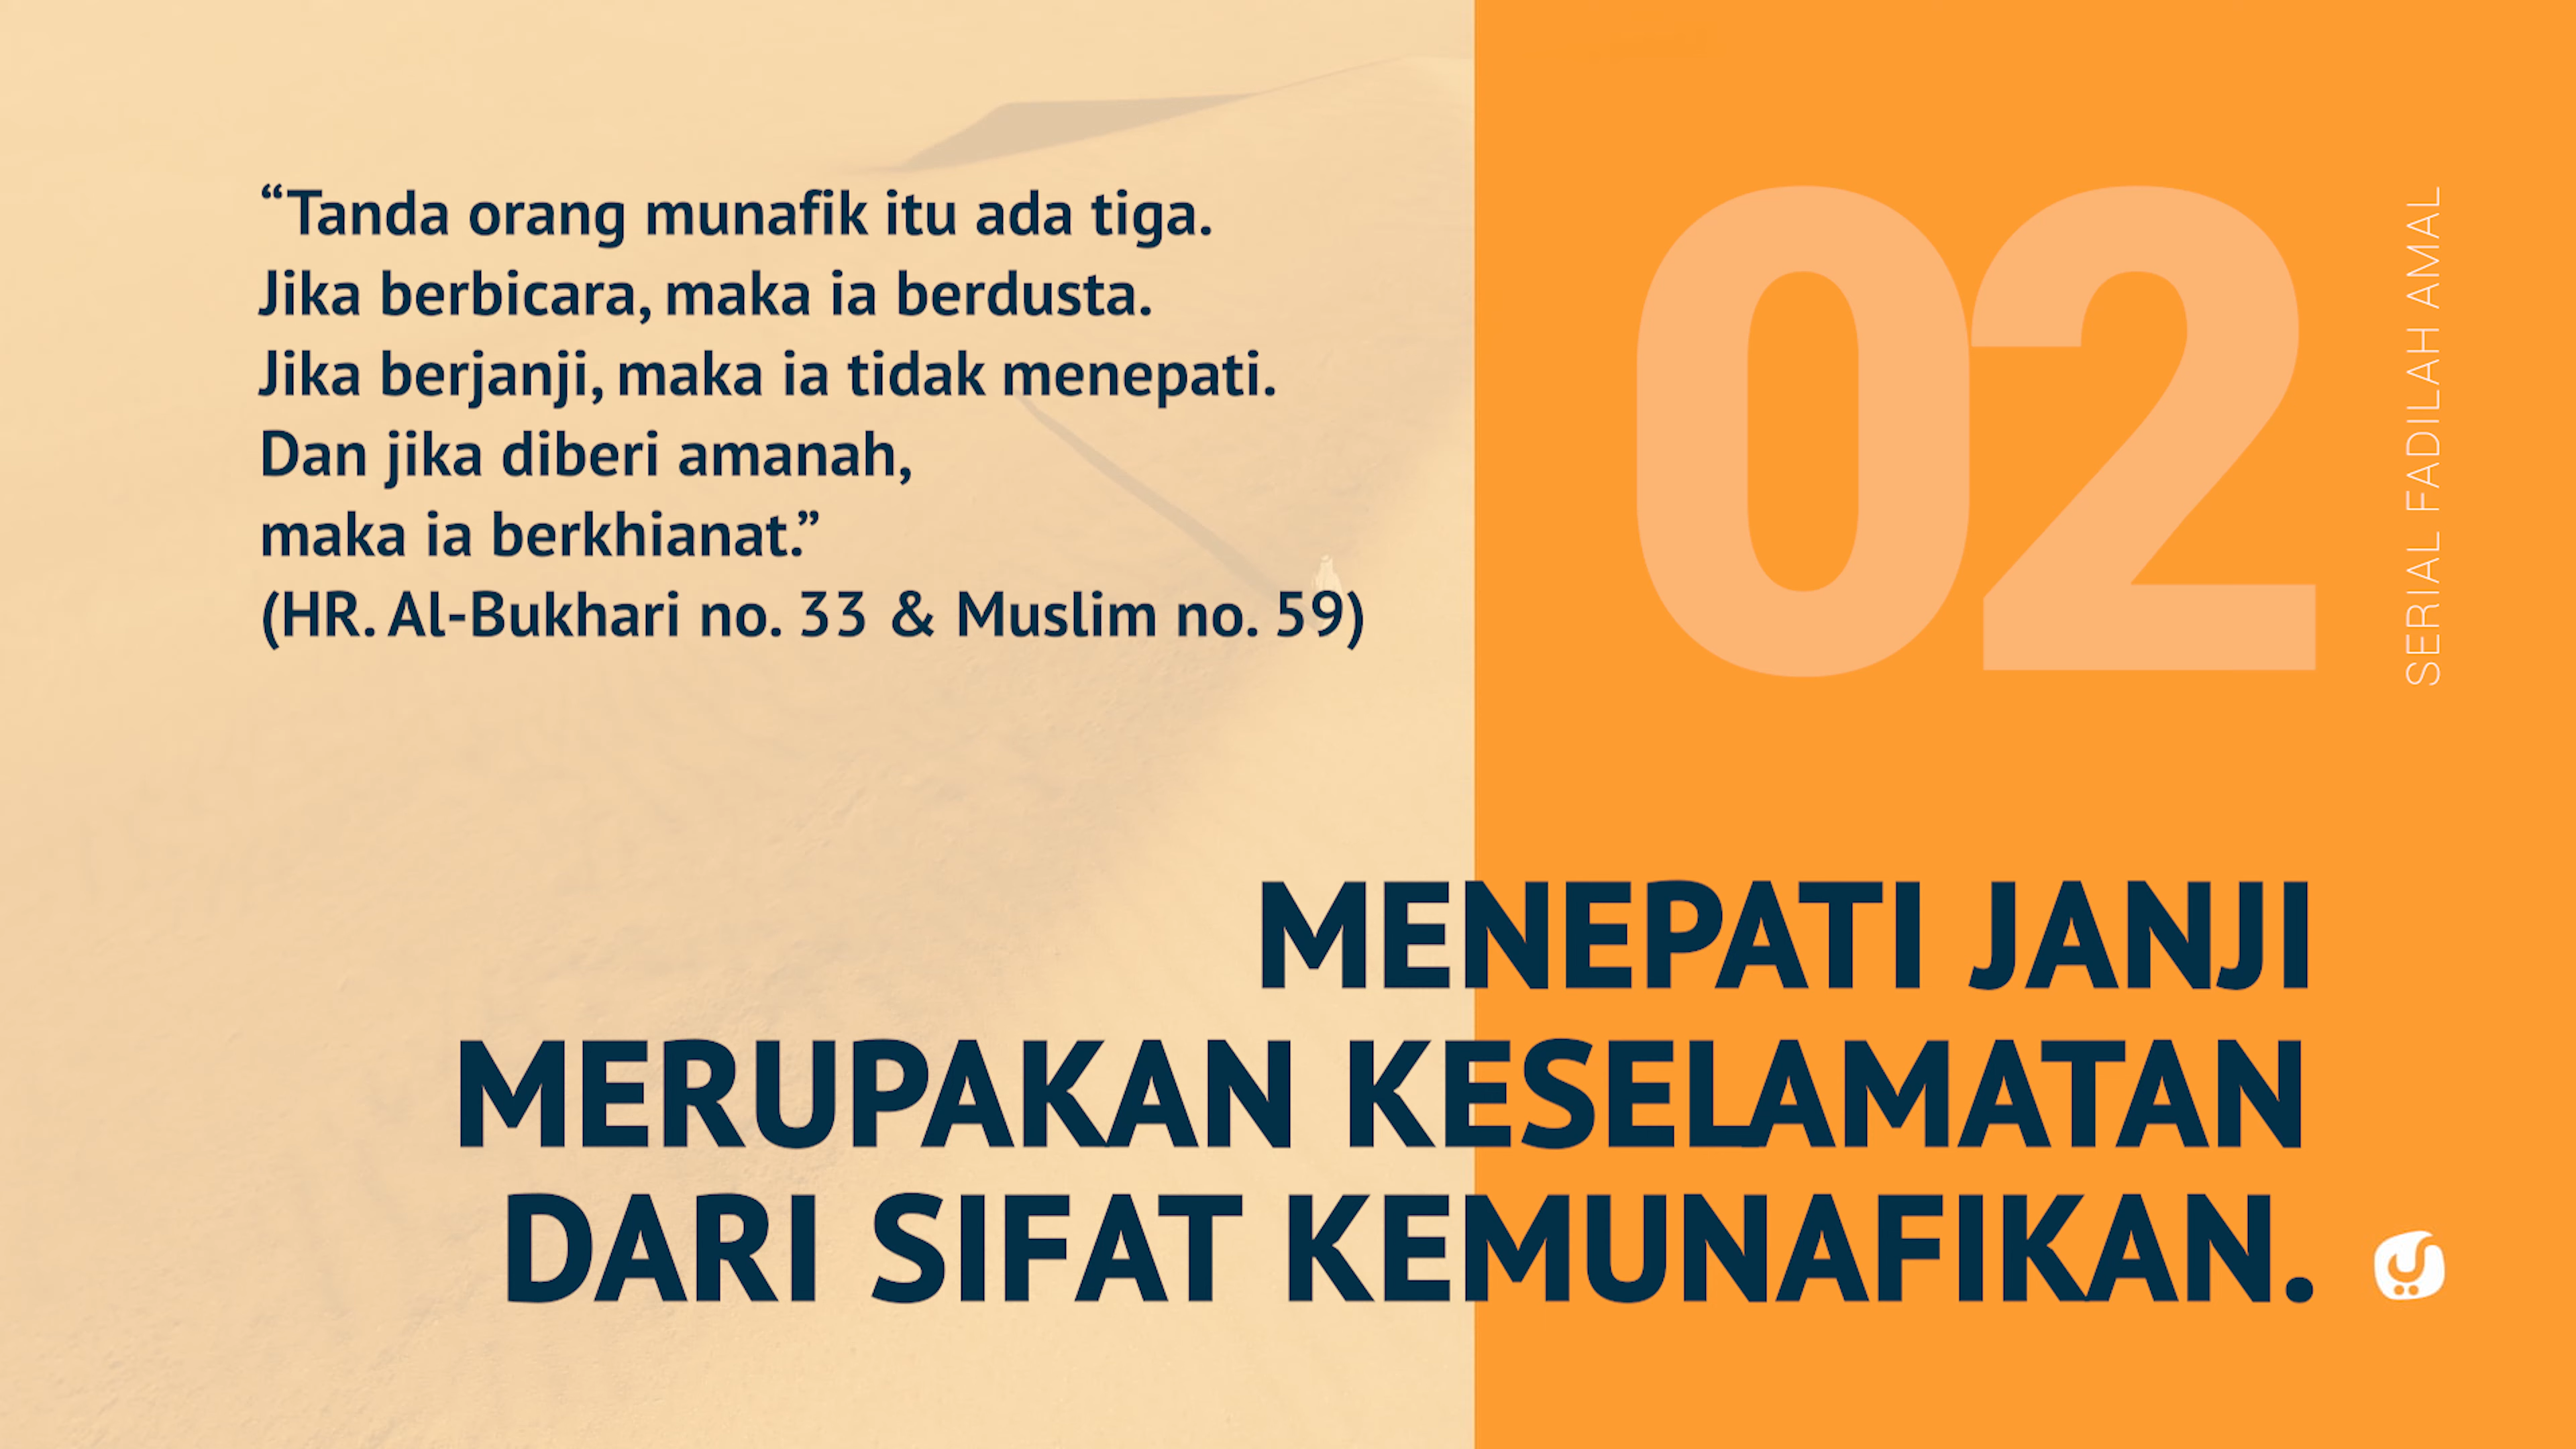 “Tanda orang munafik itu ada tiga.
Jika berbicara, maka ia berdusta.
Jika berjanji, maka ia tidak menepati.
Dan jika diberi amanah,
maka ia berkhianat.”
(HR. Al-Bukhari no. 33 & Muslim no. 59)
02
SERIAL FADILAH AMAL
MENEPATI JANJI
MERUPAKAN KESELAMATAN
DARI SIFAT KEMUNAFIKAN.